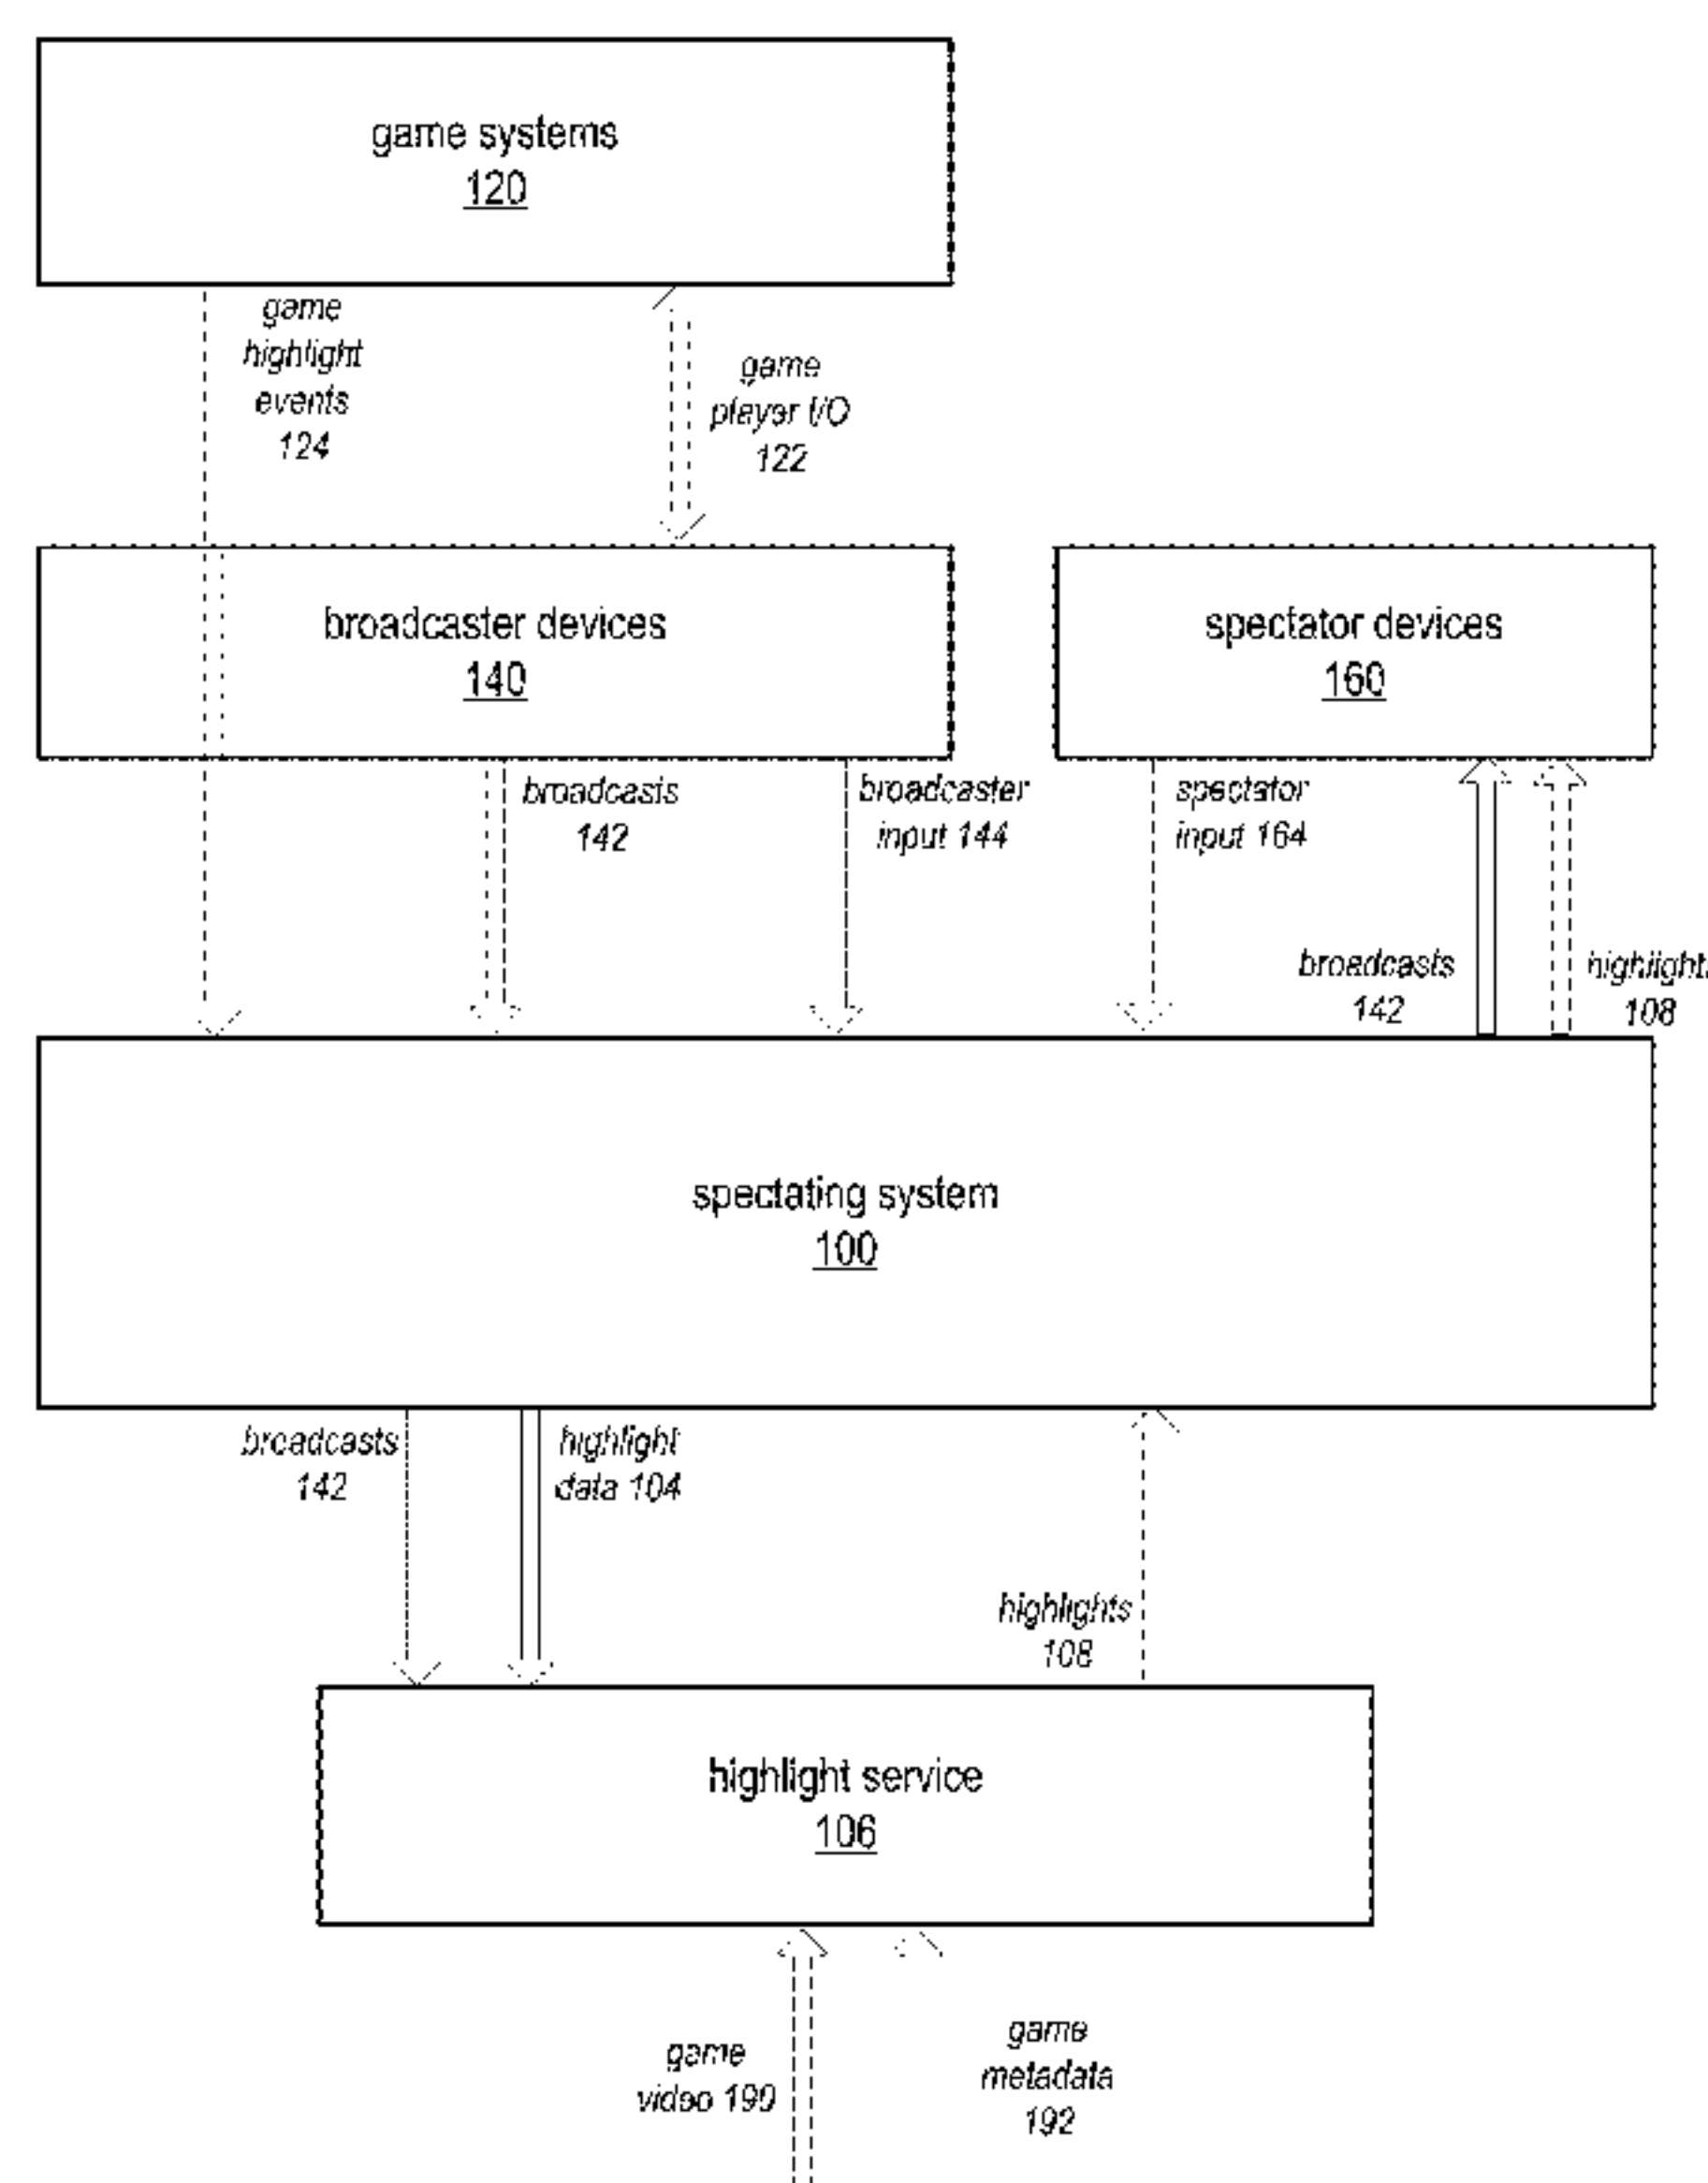 game systems
120
game
highlight
events
124
game
player I/O
122
broadcaster devices
140
spectator devices
160
broadcasts
142
broadcaster
input 144
spectator
input 164
broadcasts
142
highlight
108
spectating system
100
broadcasts
142
highlight
data 104
highlights
108
highlight service
106
game
video 190
game
metadata
192